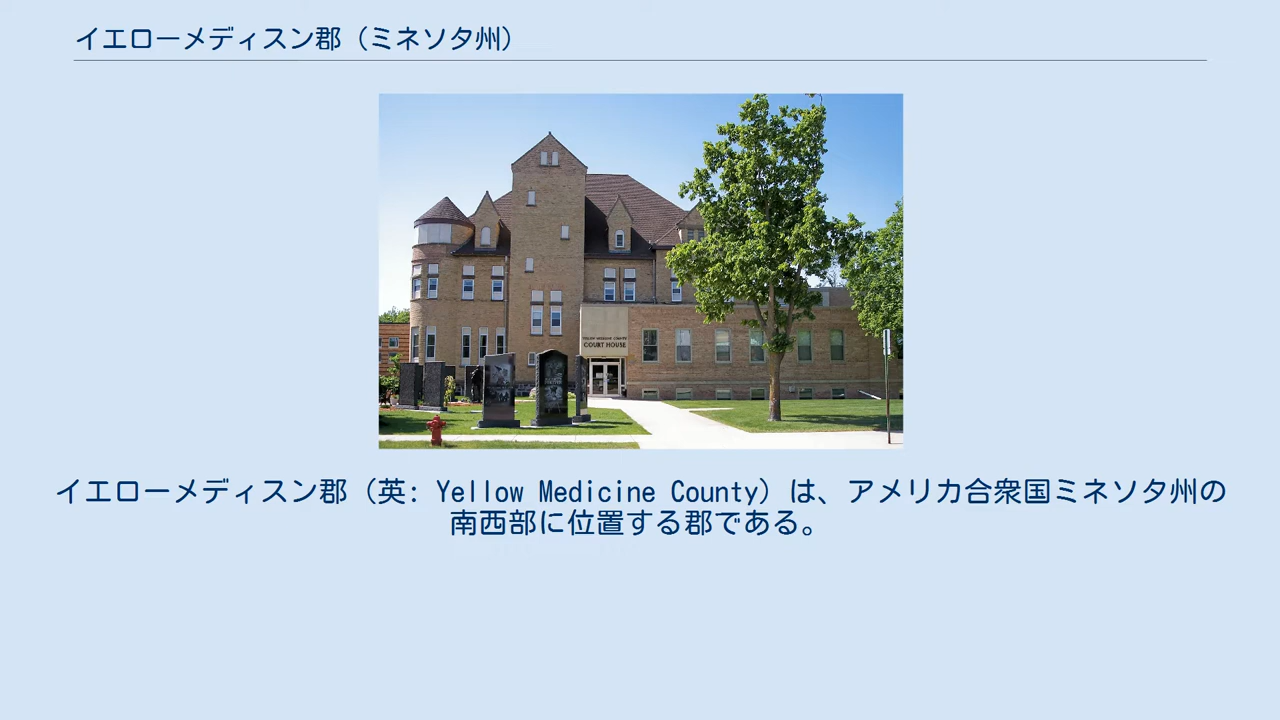 イエローメディスン郡（ミネソタ州）
YELLOW MEDICINE COUNTY
COURT HOUSE
イエローメディスン郡（英: Yellow Medicine County）は、アメリカ合衆国ミネソタ州の
南西部に位置する郡である。